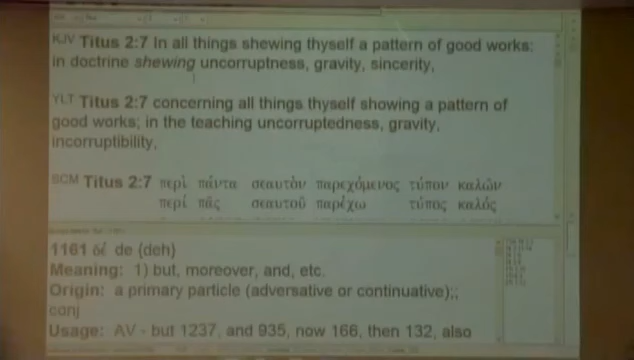 KJV Titus 2:7 In all things shewing thyself a pattern of good works:
in doctrine shewing uncorruptness, gravity, sincerity,
YLT Titus 2:7 concerning all things thyself showing a pattern of
good works; in the teaching uncorruptedness, gravity,
incorruptibility,
SCM Titus 2:7 περὶ πάντα σεαυτὸν παρεχόμενος τύπον καλῶν
περί πᾶς σεαυτοῦ παρέχω τύπος καλός
1161 δέ de {deh}
Meaning: 1) but, moreover, and, etc.
Origin: a primary particle (adversative or continuative);;
conj
Usage: AV - but 1237, and 935, now 166, then 132, also